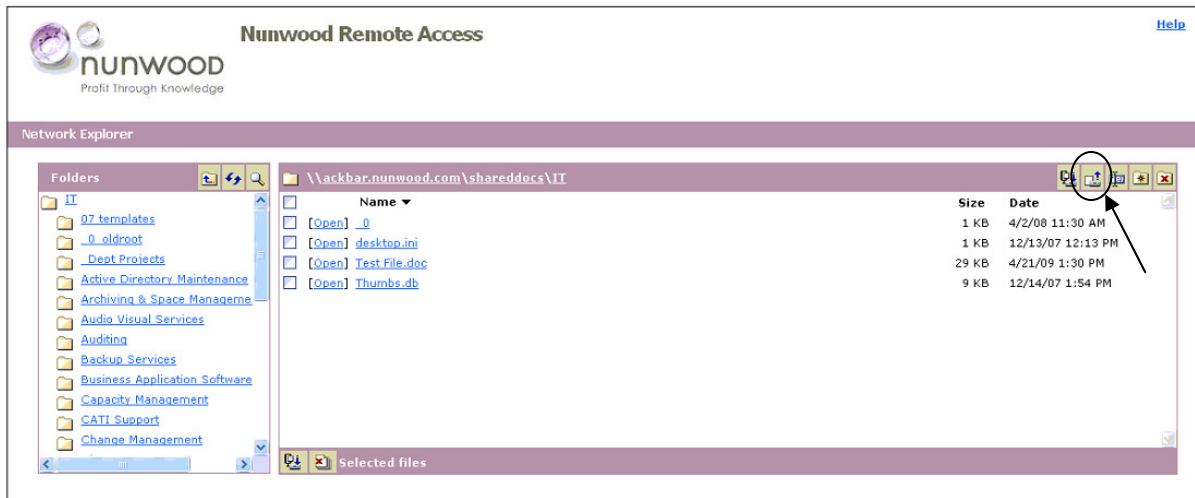 Nunwood Remote Access
Help
nunwood
Profit Through Knowledge
Network Explorer
Folders
IT
07 templates
_0_oldroot
_Dept Projects
Active Directory Maintenance
Archiving & Space Manageme
Audio Visual Services
Auditing
Backup Services
Business Application Software
Capacity Management
CATI Support
Change Management
\\ackbar.nunwood.com\shareddocs\IT
Name Size Date
[Open] _0 1 KB 4/2/08 11:30 AM
[Open] desktop.ini 1 KB 12/13/07 12:13 PM
[Open] Test File.doc 29 KB 4/21/09 1:30 PM
[Open] Thumbs.db 9 KB 12/14/07 1:54 PM
Selected files